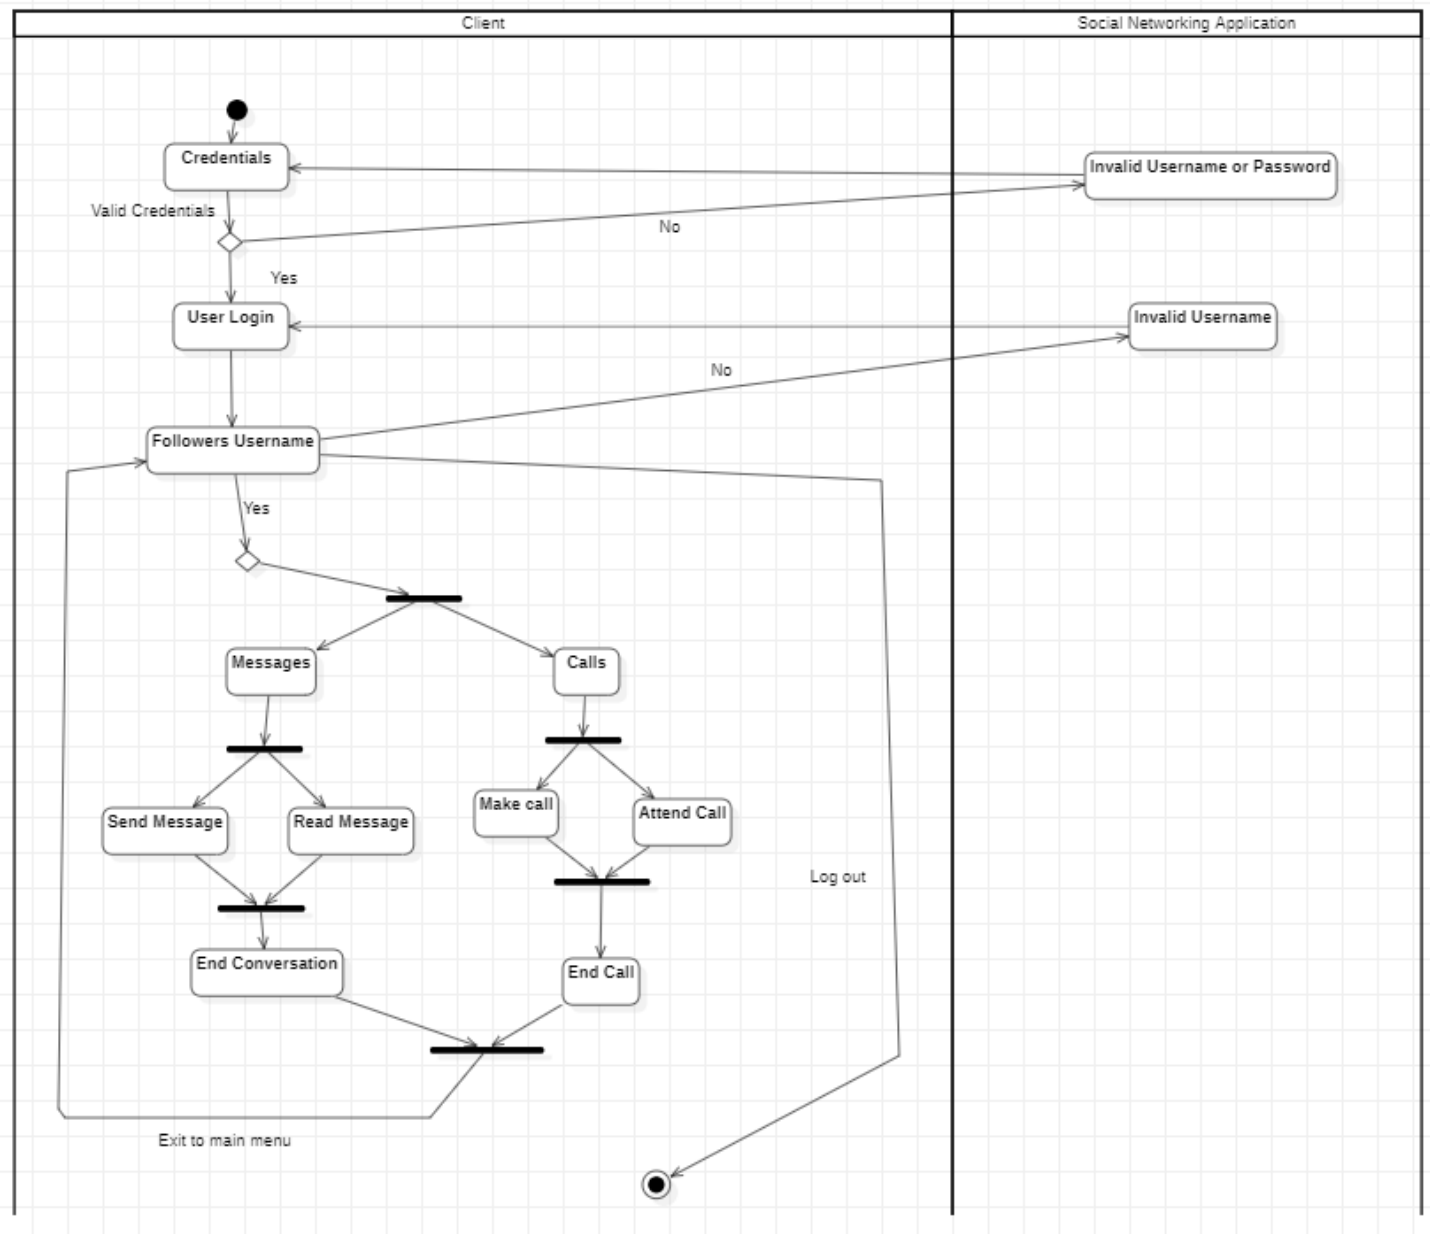 Client
Social Networking Application
Credentials
Invalid Username or Password
Valid Credentials
No
Yes
User Login
Invalid Username
No
Followers Username
Yes
Messages
Calls
Send Message
Read Message
Make call
Attend Call
Log out
End Conversation
End Call
Exit to main menu